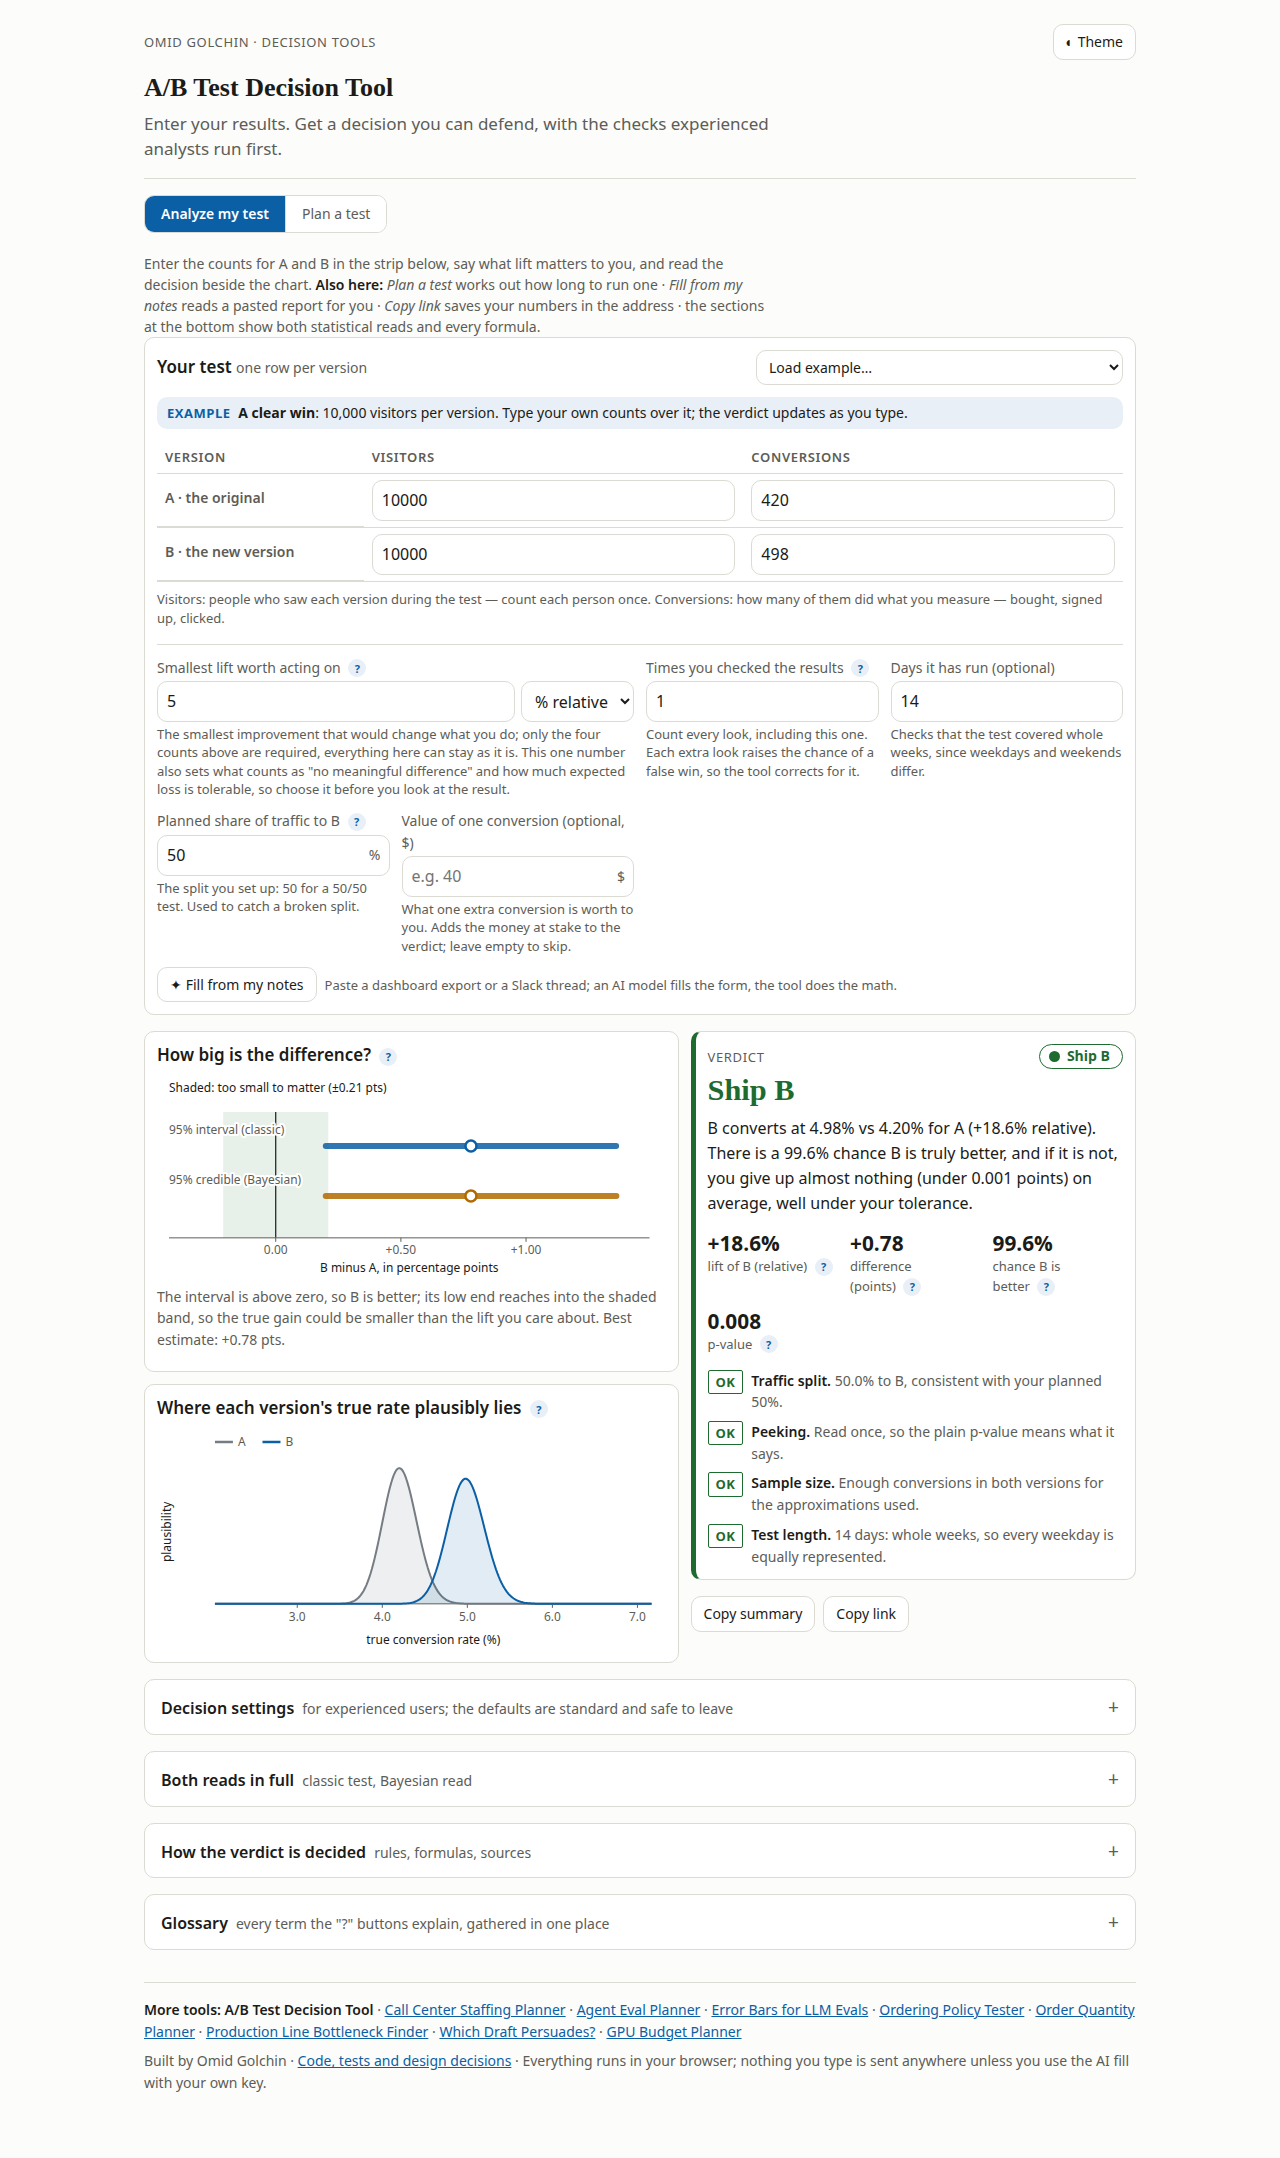 OMID GOLCHIN · DECISION TOOLS
Theme
A/B Test Decision Tool
Enter your results. Get a decision you can defend, with the checks experienced
analysts run first.
Analyze my test
Plan a test
Enter the counts for A and B in the strip below, say what lift matters to you, and read the
decision beside the chart. Also here: Plan a test works out how long to run one · Fill from my
notes reads a pasted report for you · Copy link saves your numbers in the address · the sections
at the bottom show both statistical reads and every formula.
Your test one row per version
Load example...
EXAMPLE A clear win: 10,000 visitors per version. Type your own counts over it; the verdict updates as you type.
VERSION VISITORS CONVERSIONS
A · the original 10000 420
B · the new version 10000 498
Visitors: people who saw each version during the test — count each person once. Conversions: how many of them did what you measure — bought, signed
up, clicked.
Smallest lift worth acting on ?
5 % relative
The smallest improvement that would change what you do; only the four
counts above are required, everything here can stay as it is. This one number
also sets what counts as "no meaningful difference" and how much expected
loss is tolerable, so choose it before you look at the result.
Times you checked the results ?
1
Count every look, including this one.
Each extra look raises the chance of a
false win, so the tool corrects for it.
Days it has run (optional)
14
Checks that the test covered whole
weeks, since weekdays and weekends
differ.
Planned share of traffic to B ?
50 %
The split you set up: 50 for a 50/50
test. Used to catch a broken split.
Value of one conversion (optional,
$)
e.g. 40 $
What one extra conversion is worth to
you. Adds the money at stake to the
verdict; leave empty to skip.
✦ Fill from my notes
Paste a dashboard export or a Slack thread; an AI model fills the form, the tool does the math.
How big is the difference? ?
Shaded: too small to matter (±0.21 pts)
95% interval (classic)
95% credible (Bayesian)
0.00 +0.50 +1.00
B minus A, in percentage points
The interval is above zero, so B is better; its low end reaches into the shaded
band, so the true gain could be smaller than the lift you care about. Best
estimate: +0.78 pts.
Where each version's true rate plausibly lies ?
A B
plausibility
3.0 4.0 5.0 6.0 7.0
true conversion rate (%)
VERDICT
Ship B
Ship B
B converts at 4.98% vs 4.20% for A (+18.6% relative).
There is a 99.6% chance B is truly better, and if it is not,
you give up almost nothing (under 0.001 points) on
average, well under your tolerance.
+18.6%
lift of B (relative) ?
+0.78
difference
(points) ?
99.6%
chance B is
better ?
0.008
p-value ?
OK Traffic split. 50.0% to B, consistent with your planned
50%.
OK Peeking. Read once, so the plain p-value means what it
says.
OK Sample size. Enough conversions in both versions for
the approximations used.
OK Test length. 14 days: whole weeks, so every weekday is
equally represented.
Copy summary
Copy link
Decision settings for experienced users; the defaults are standard and safe to leave +
Both reads in full classic test, Bayesian read +
How the verdict is decided rules, formulas, sources +
Glossary every term the "?" buttons explain, gathered in one place +
More tools: A/B Test Decision Tool · Call Center Staffing Planner · Agent Eval Planner · Error Bars for LLM Evals · Ordering Policy Tester · Order Quantity
Planner · Production Line Bottleneck Finder · Which Draft Persuades? · GPU Budget Planner
Built by Omid Golchin · Code, tests and design decisions · Everything runs in your browser; nothing you type is sent anywhere unless you use the AI fill
with your own key.